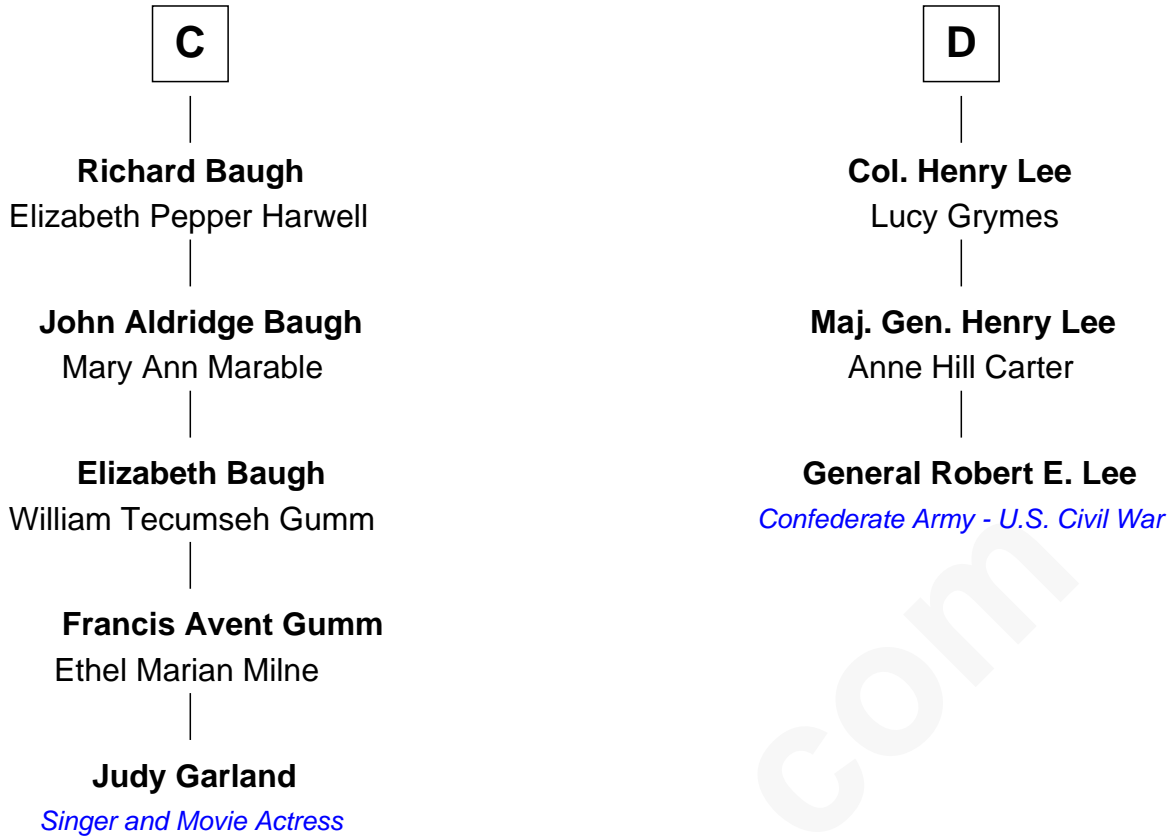 C
Richard Baugh
Elizabeth Pepper Harwell
John Aldridge Baugh
Mary Ann Marable
Elizabeth Baugh
William Tecumseh Gumm
Francis Avent Gumm
Ethel Marian Milne
Judy Garland
Singer and Movie Actress
D
Col. Henry Lee
Lucy Grymes
Maj. Gen. Henry Lee
Anne Hill Carter
General Robert E. Lee
Confederate Army - U.S. Civil War
com